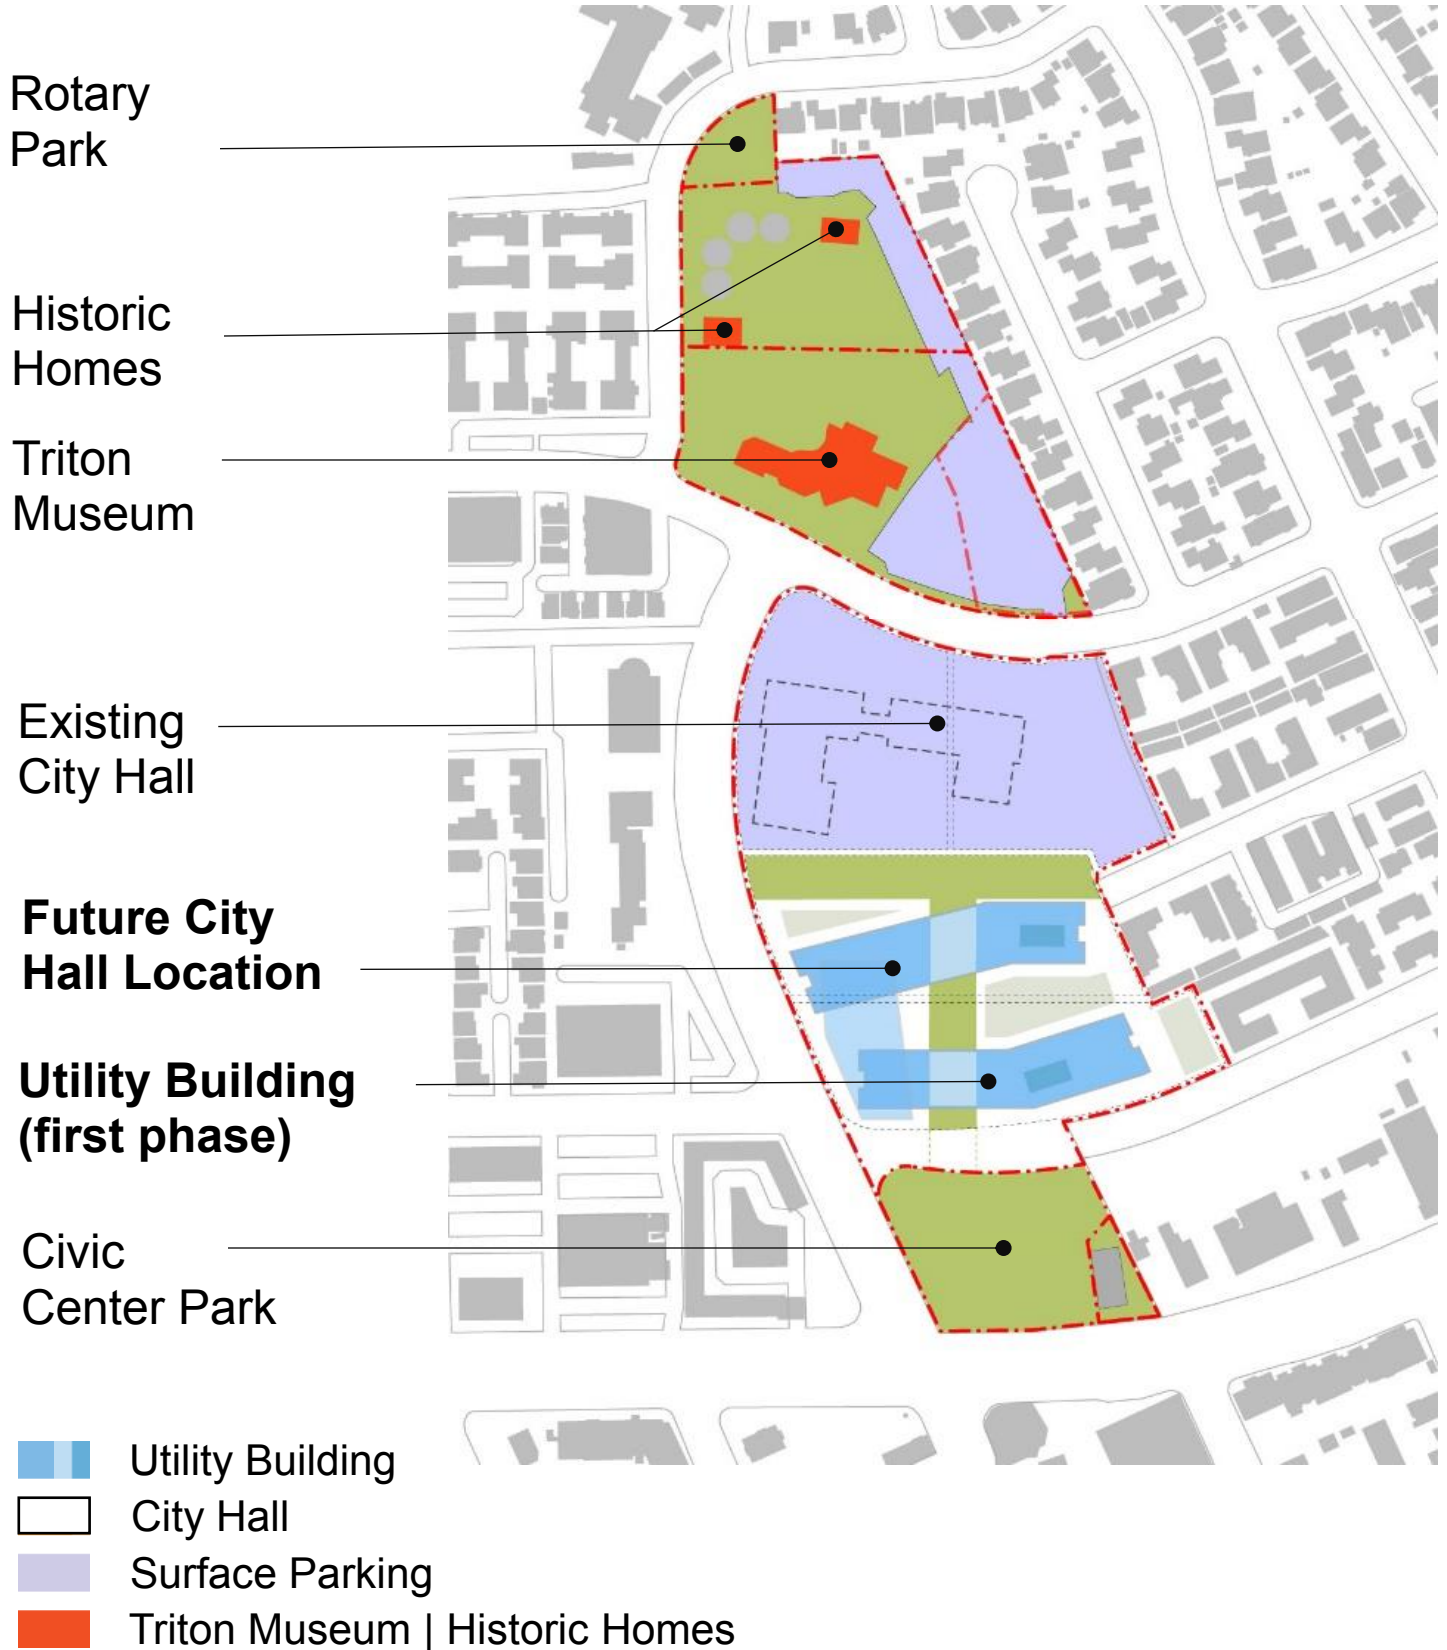 Rotary
Park
Historic
Homes
Triton
Museum
Existing
City Hall
Future City
Hall Location
Utility Building
(first phase)
Civic
Center Park
Utility Building
City Hall
Surface Parking
Triton Museum | Historic Homes